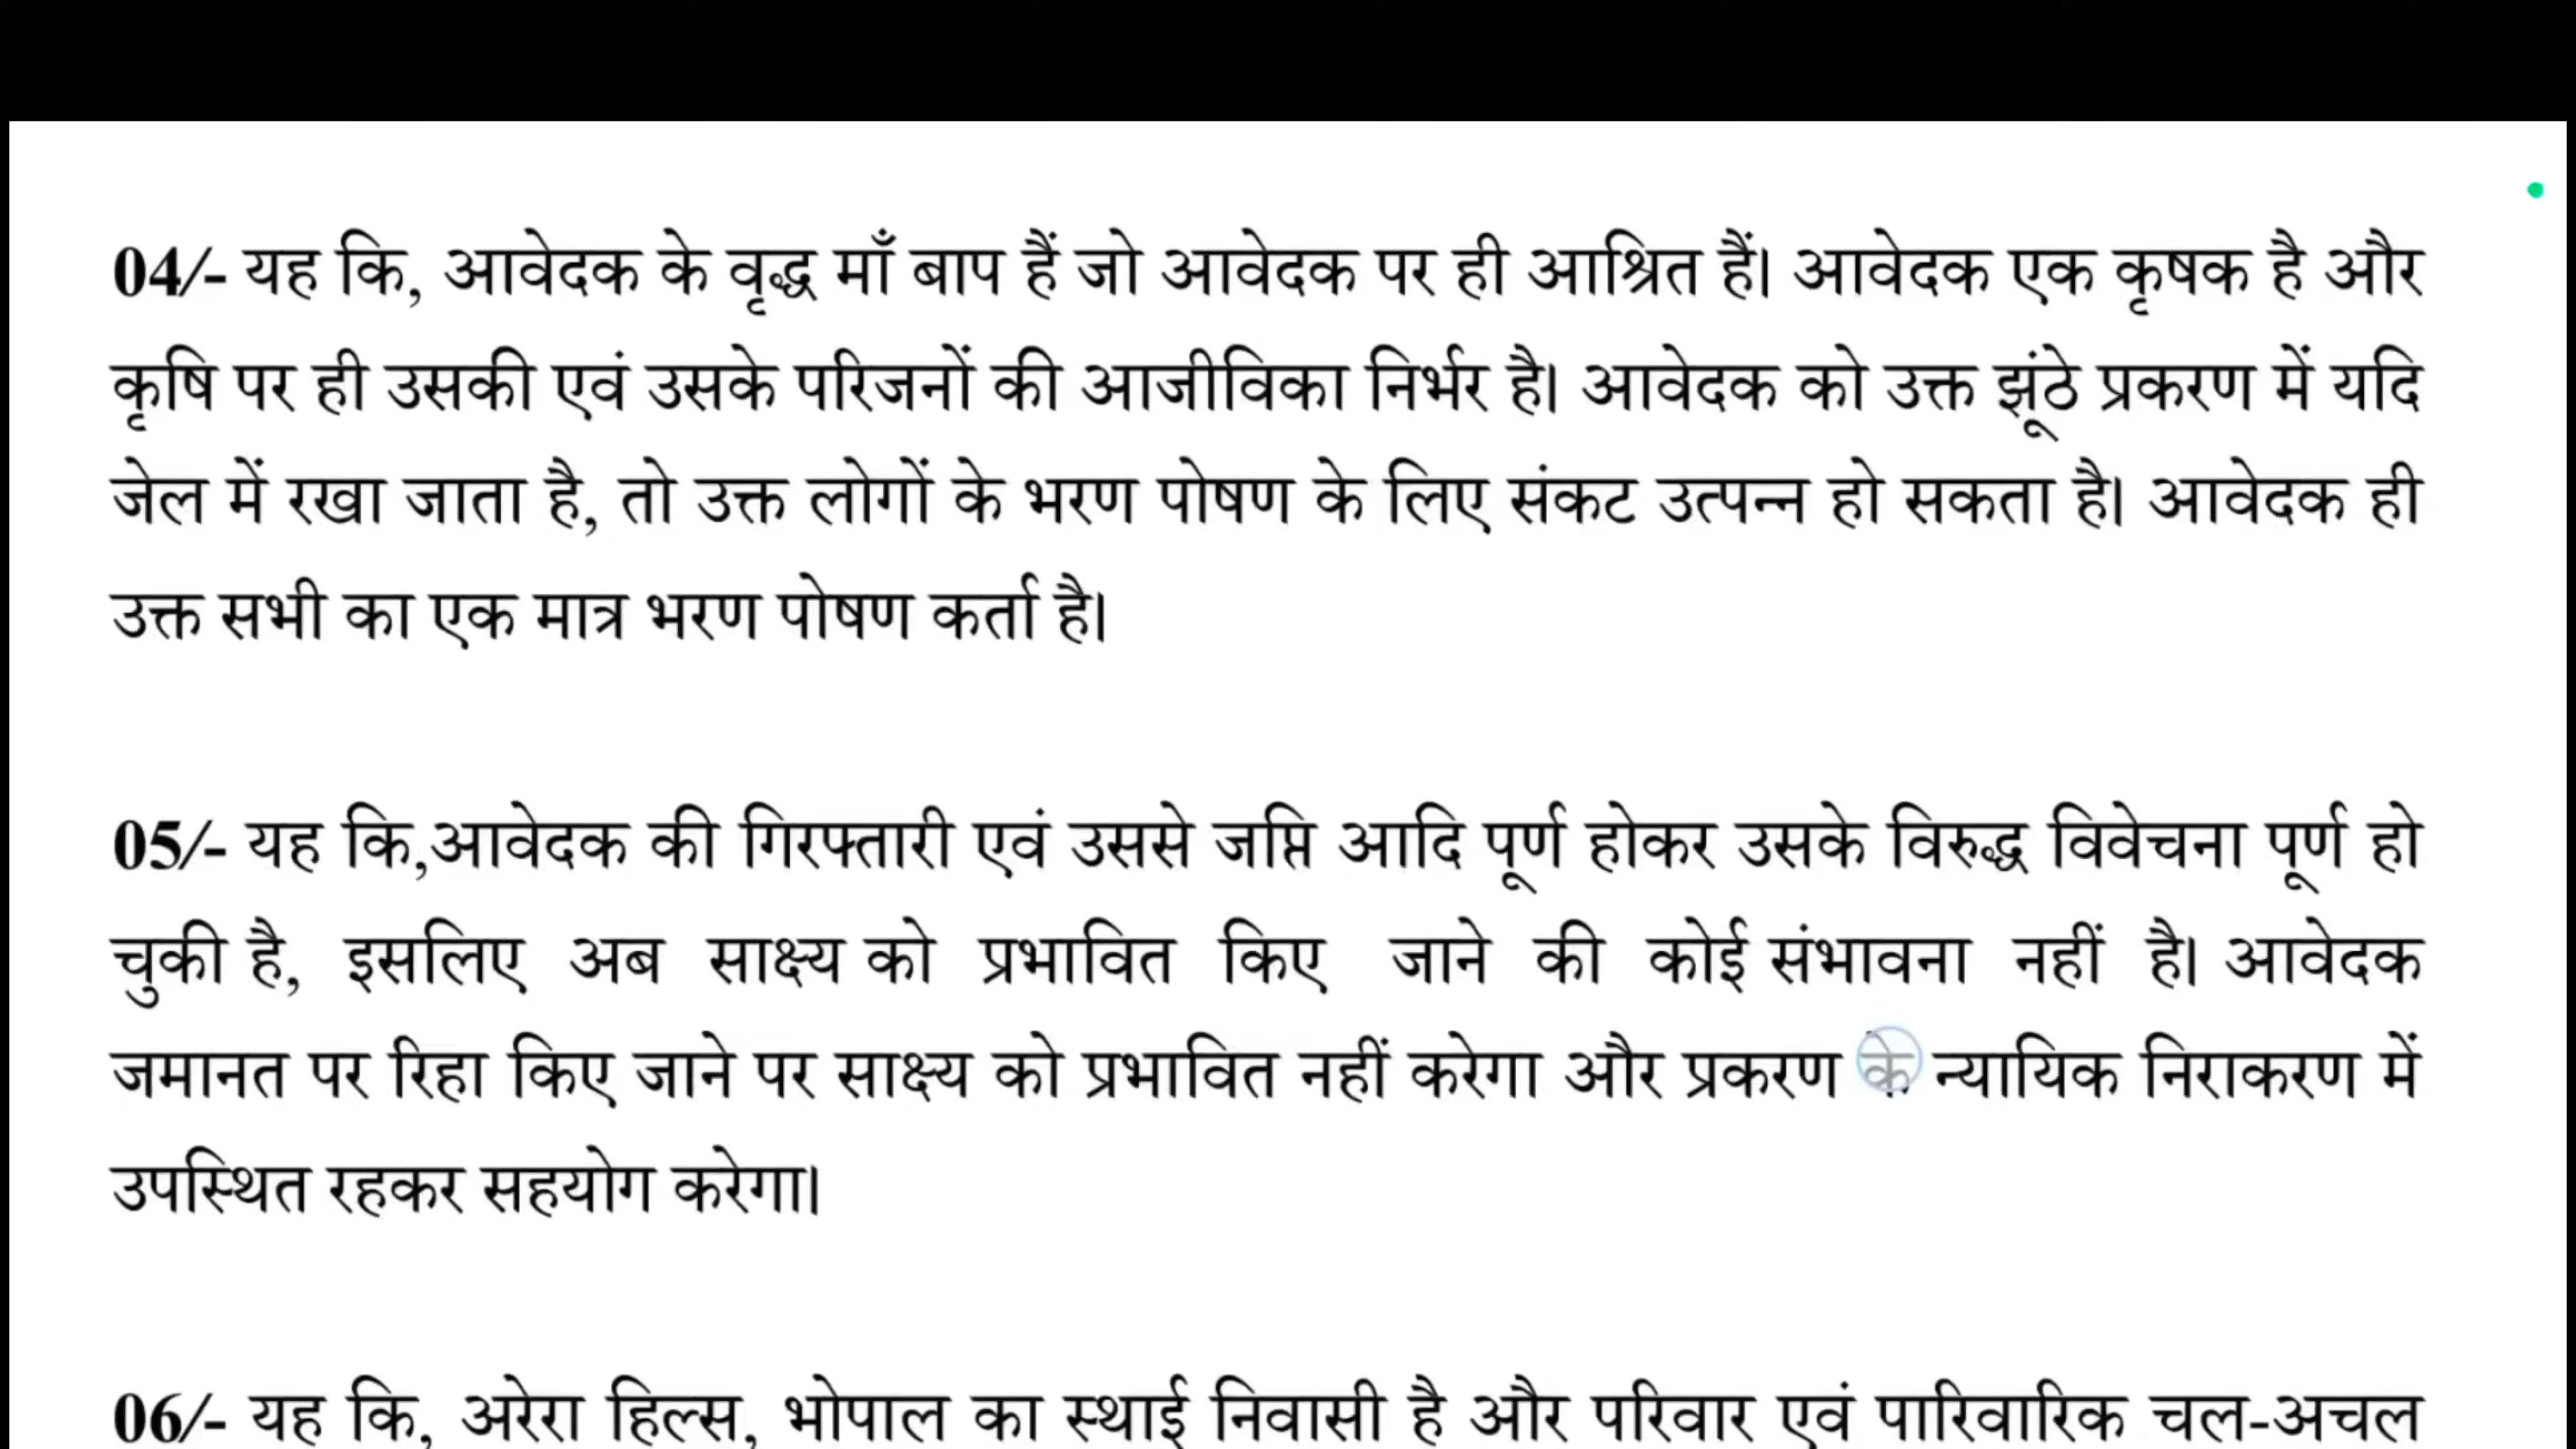 04/- यह कि, आवेदक के वृद्ध माँ बाप हैं जो आवेदक पर ही आश्रित हैं। आवेदक एक कृषक है और
कृषि पर ही उसकी एवं उसके परिजनों की आजीविका निर्भर है। आवेदक को उक्त झूंठे प्रकरण में यदि
जेल में रखा जाता है, तो उक्त लोगों के भरण पोषण के लिए संकट उत्पन्न हो सकता है। आवेदक ही
उक्त सभी का एक मात्र भरण पोषण कर्ता है।
05/- यह कि,आवेदक की गिरफ्तारी एवं उससे जप्ति आदि पूर्ण होकर उसके विरुद्ध विवेचना पूर्ण हो
चुकी है, इसलिए अब साक्ष्य को प्रभावित किए जाने की कोई संभावना नहीं है। आवेदक
जमानत पर रिहा किए जाने पर साक्ष्य को प्रभावित नहीं करेगा और प्रकरण के न्यायिक निराकरण में
उपस्थित रहकर सहयोग करेगा।
06/- यह कि, अरेरा हिल्स, भोपाल का स्थाई निवासी है और परिवार एवं पारिवारिक चल-अचल